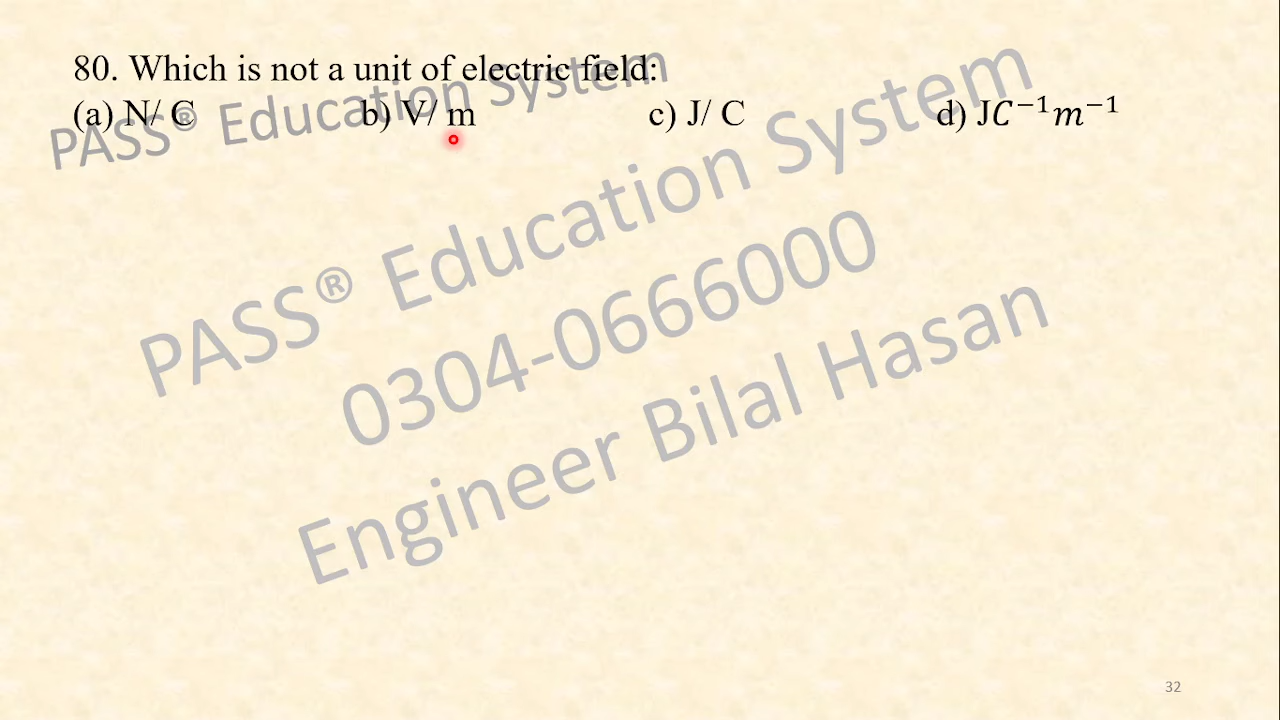 80. Which is not a unit of electric field:
(a) N/ C b) V/ m c) J/ C d) J𝐶⁻¹𝑚⁻¹
PASS® Education System
PASS® Education System
0304-0666000
Engineer Bilal Hasan
32